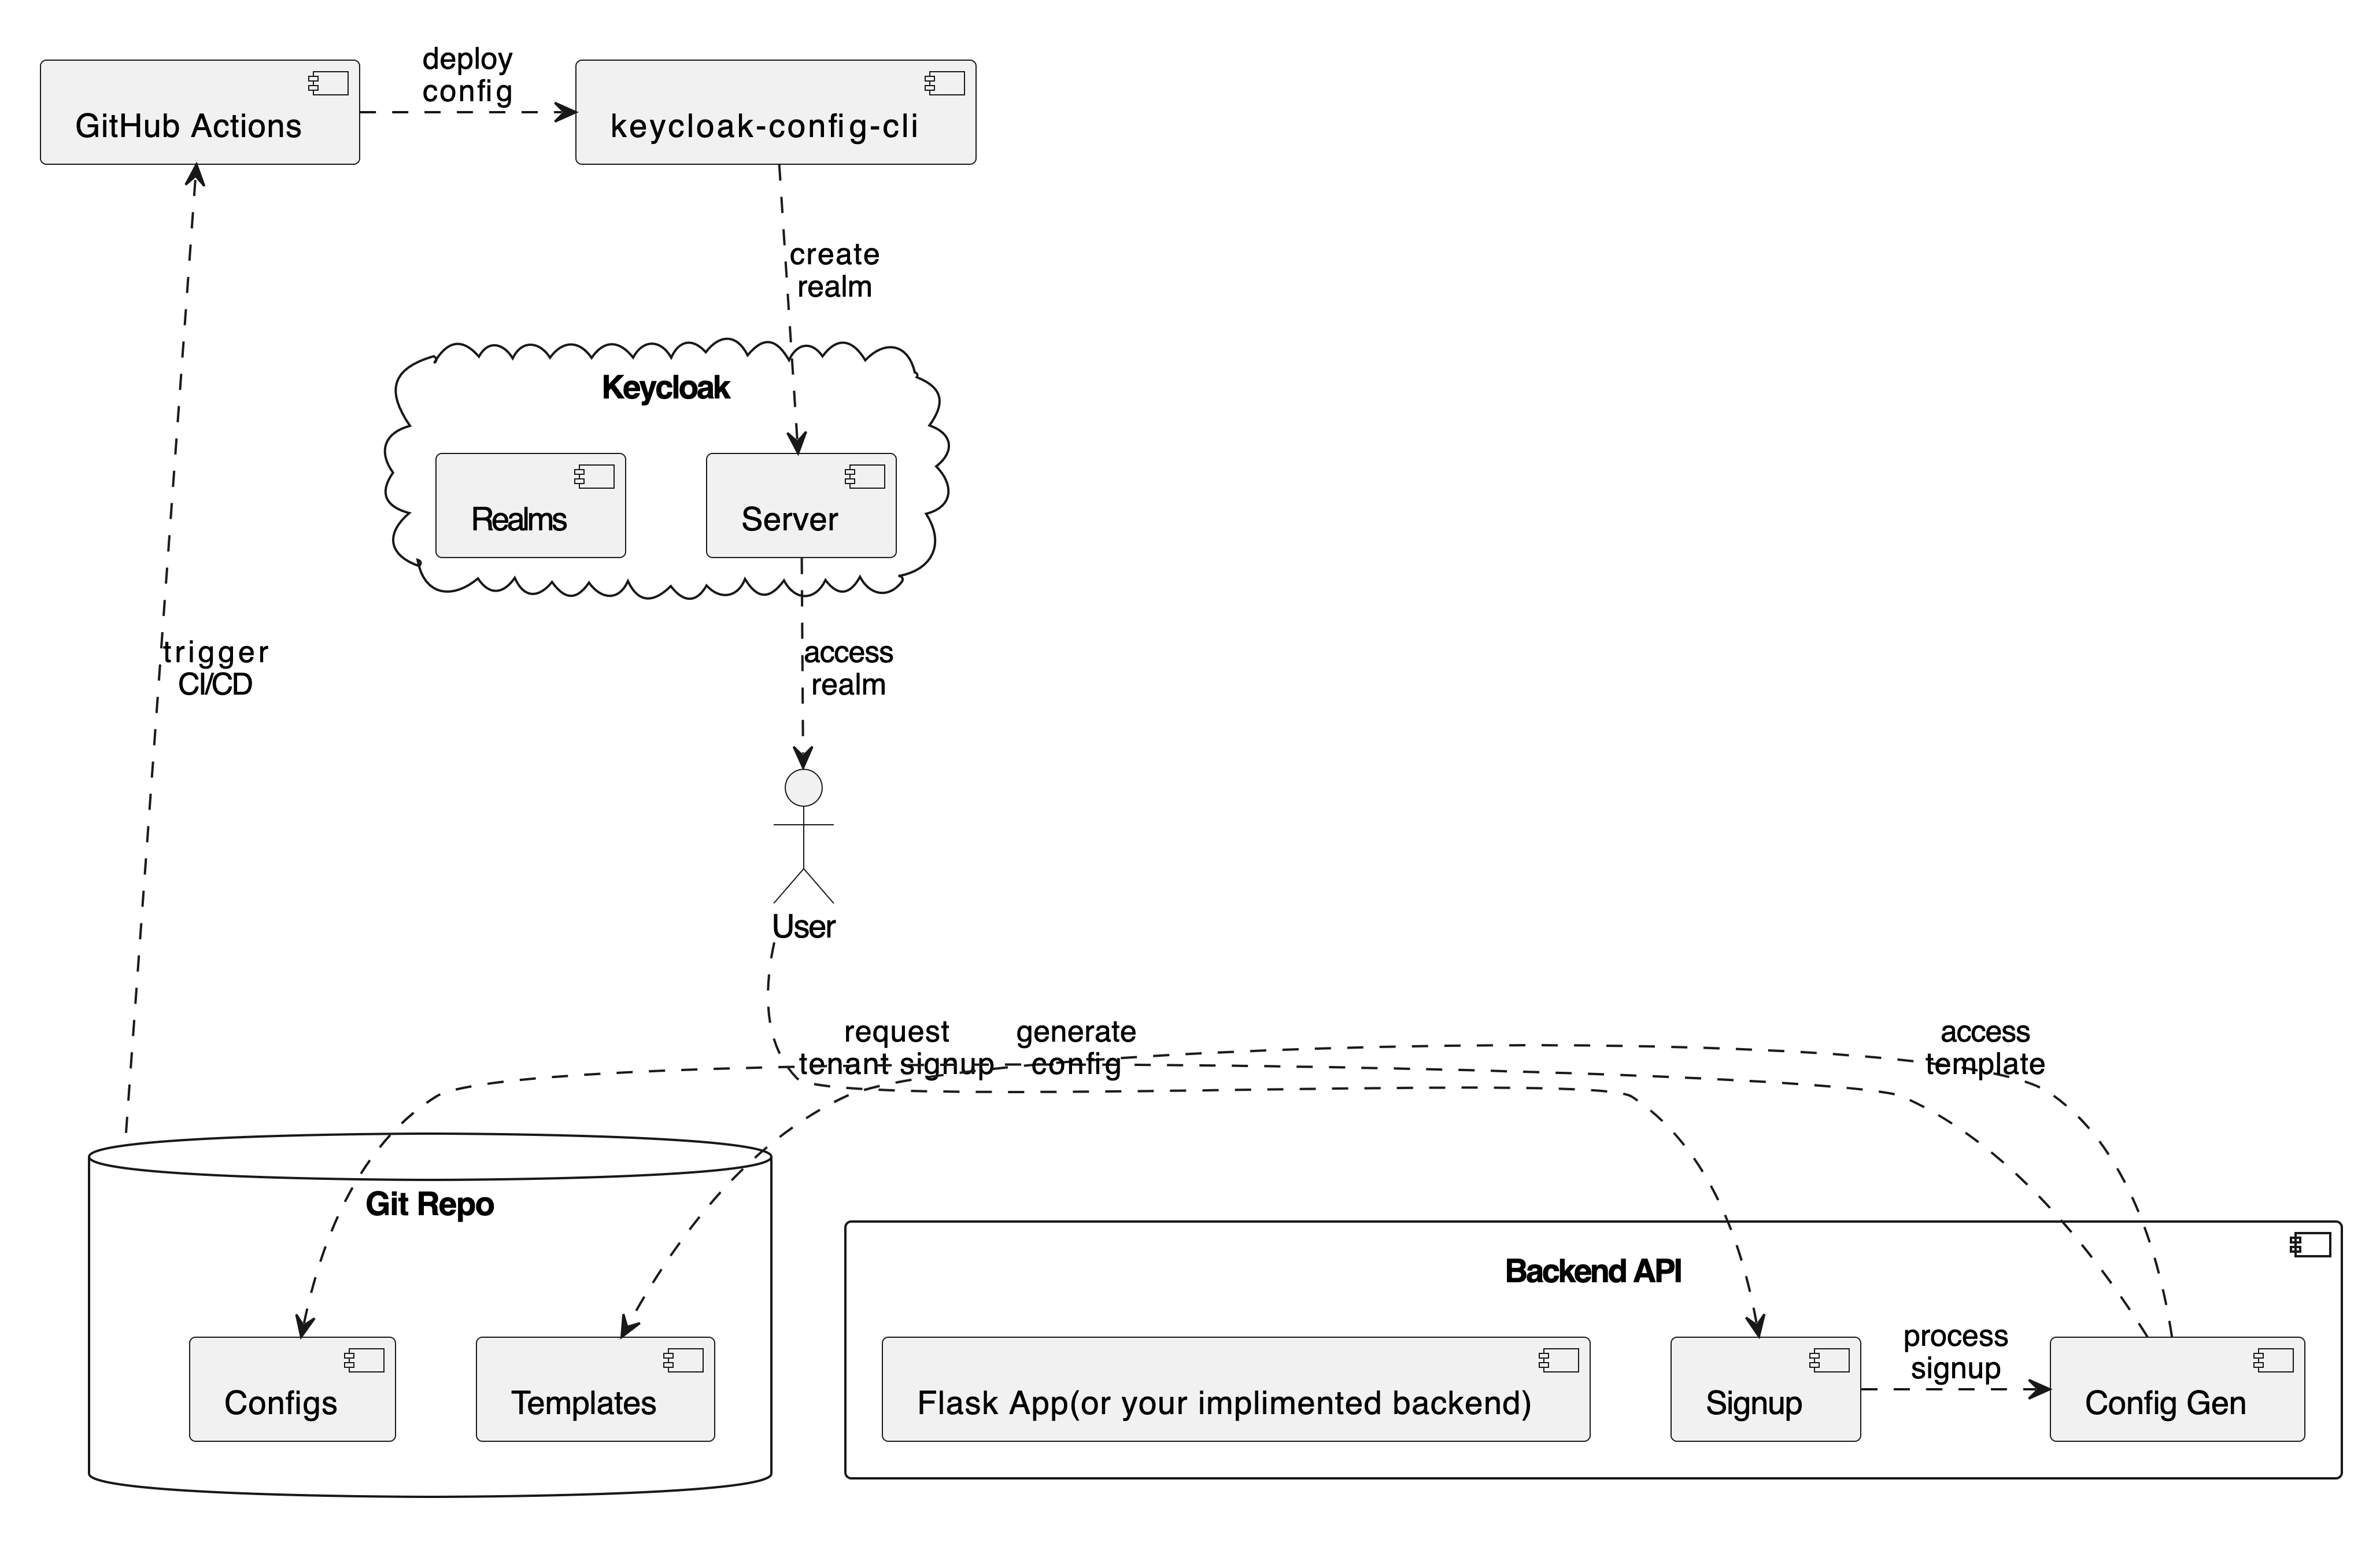 deploy
config
GitHub Actions
keycloak-config-cli
create
realm
Keycloak
Realms
Server
trigger
CI/CD
access
realm
User
request
tenant signup
generate
config
access
template
Git Repo
Backend API
Configs
Templates
Flask App(or your implimented backend)
Signup
process
signup
Config Gen